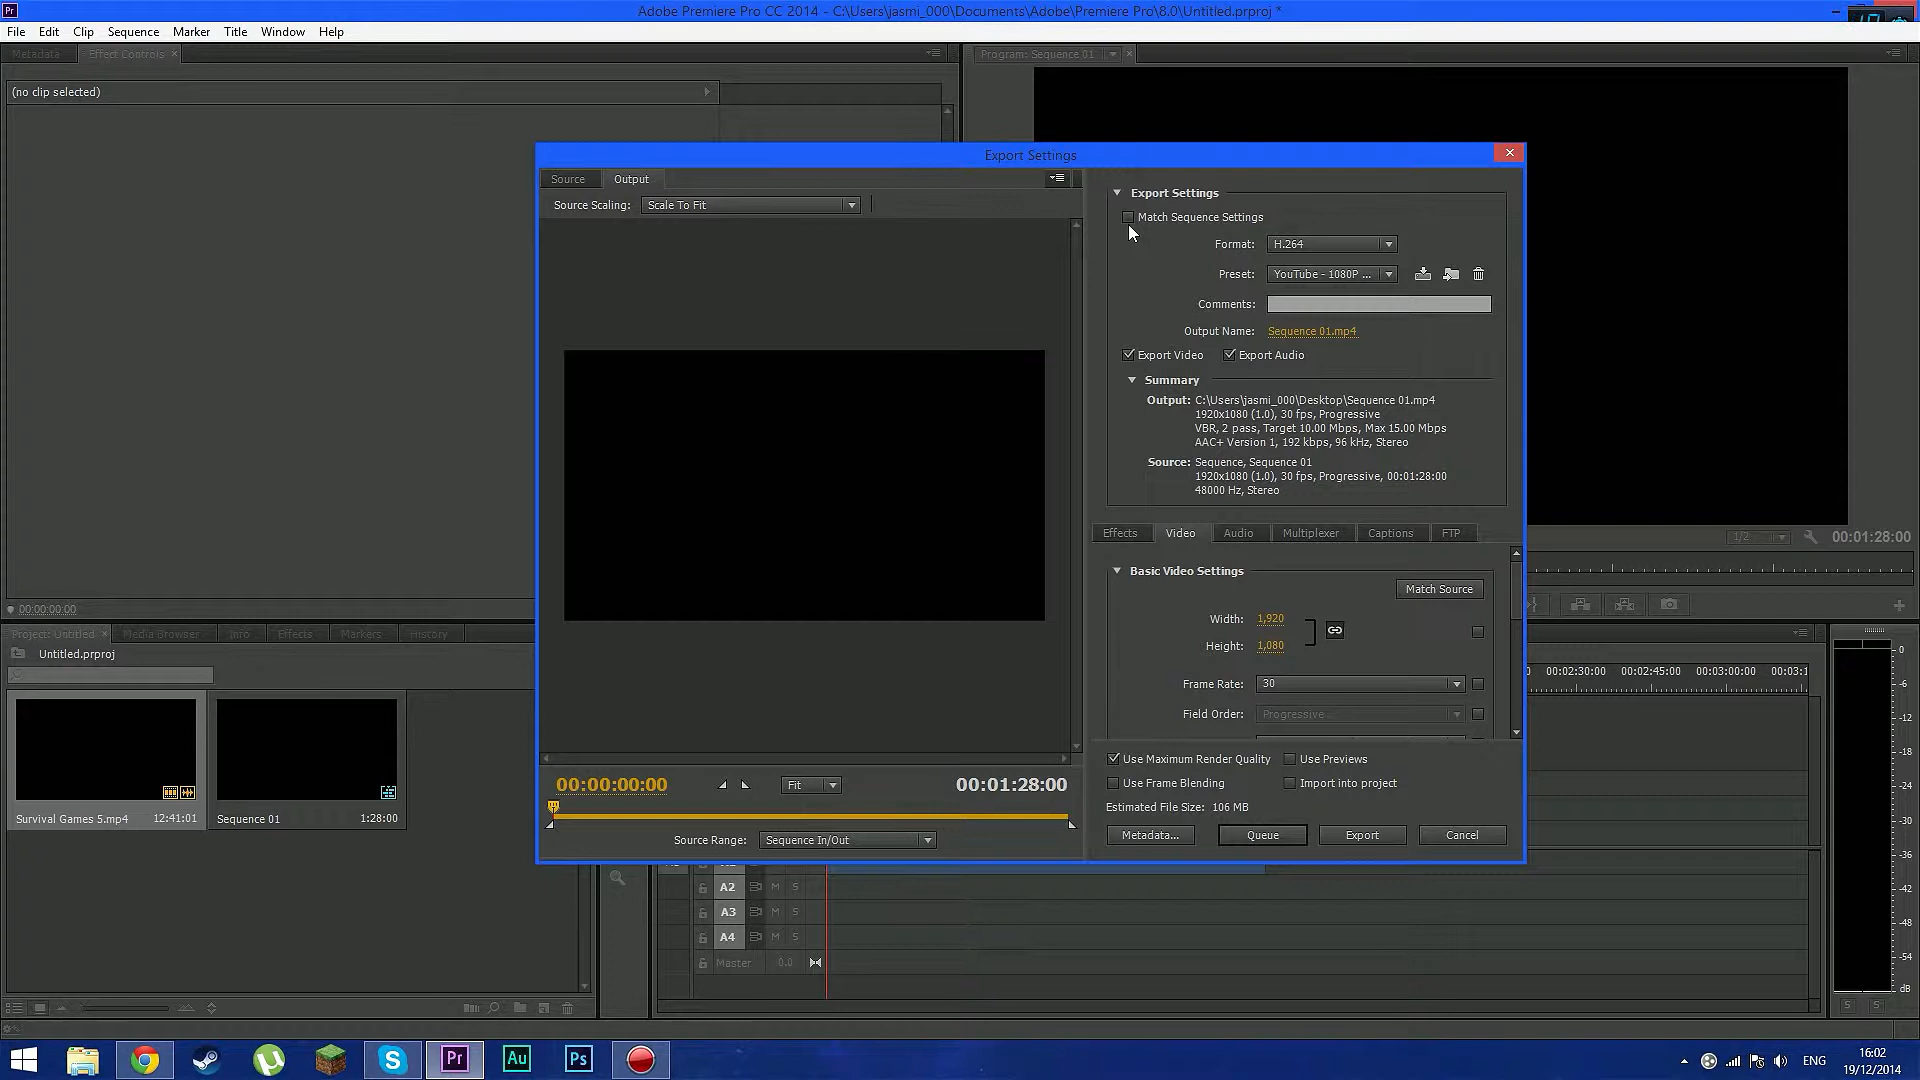 Adobe Premiere Pro CC 2014 - C:\Users\jasmi_000\Documents\Adobe\Premiere Pro\8.0\Untitled.prproj *
File Edit Clip Sequence Marker Title Window Help
Metadata Effect Controls
Program: Sequence 01
(no clip selected)
Export Settings
Source Output
Source Scaling: Scale To Fit
Export Settings
Match Sequence Settings
Format: H.264
Preset: YouTube - 1080P ...
Comments:
Output Name: Sequence 01.mp4
Export Video Export Audio
Summary
Output: C:\Users\jasmi_000\Desktop\Sequence 01.mp4
1920x1080 (1.0), 30 fps, Progressive
VBR, 2 pass, Target 10.00 Mbps, Max 15.00 Mbps
AAC+ Version 1, 192 kbps, 96 kHz, Stereo
Source: Sequence, Sequence 01
1920x1080 (1.0), 30 fps, Progressive, 00:01:28:00
48000 Hz, Stereo
Effects Video Audio Multiplexer Captions FTP
Basic Video Settings
Match Source
Width: 1,920
Height: 1,080
Frame Rate: 30
Field Order: Progressive
Use Maximum Render Quality Use Previews
Use Frame Blending Import into project
Estimated File Size: 106 MB
Metadata... Queue Export Cancel
00:00:00:00 Fit 00:01:28:00
Source Range: Sequence In/Out
1/2 00:01:28:00
00:00:00:00
Project: Untitled Media Browser Info Effects Markers History
Untitled.prproj
Survival Games 5.mp4 12:41:01
Sequence 01 1:28:00
00:02:30:00 00:02:45:00 00:03:00:00 00:03:1
0
-6
-12
-18
-24
-30
-36
-42
-48
-54
dB
S S
A2 M S
A3 M S
A4 M S
Master 0.0
Pr Au Ps
ENG
16:02
19/12/2014